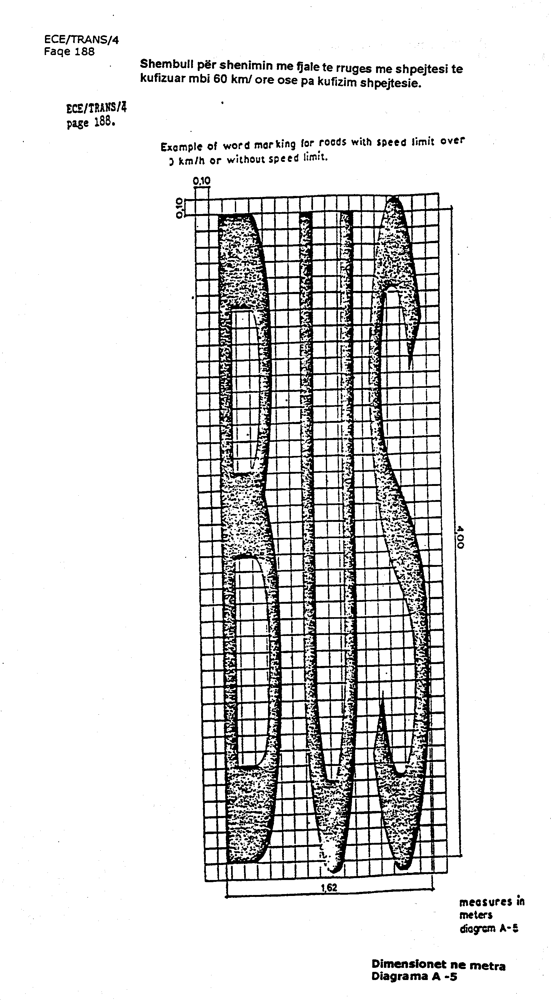 ECE/TRANS/4
Faqe 188
Shembull për shenimin me fjale te rruges me shpejtesi te
kufizuar mbi 60 km/ ore ose pa kufizim shpejtesie.
ECE/TRANS/4
page 188.
Example of word marking for roads with speed limit over
km/h or without speed limit.
0,10
0,10
BUS
4,00
1,62
measures in
meters
diagram A-5
Dimensionet ne metra
Diagrama A -5